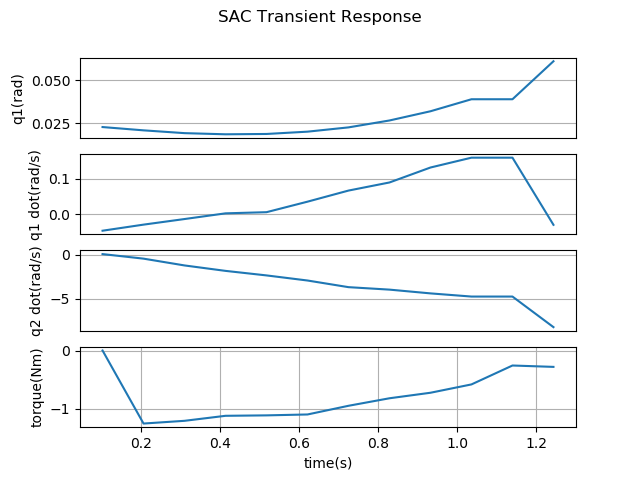 SAC Transient Response
q1(rad)
0.050
0.025
q1 dot(rad/s)
0.1
0.0
q2 dot(rad/s)
0
−5
torque(Nm)
0
−1
0.2 0.4 0.6 0.8 1.0 1.2
time(s)